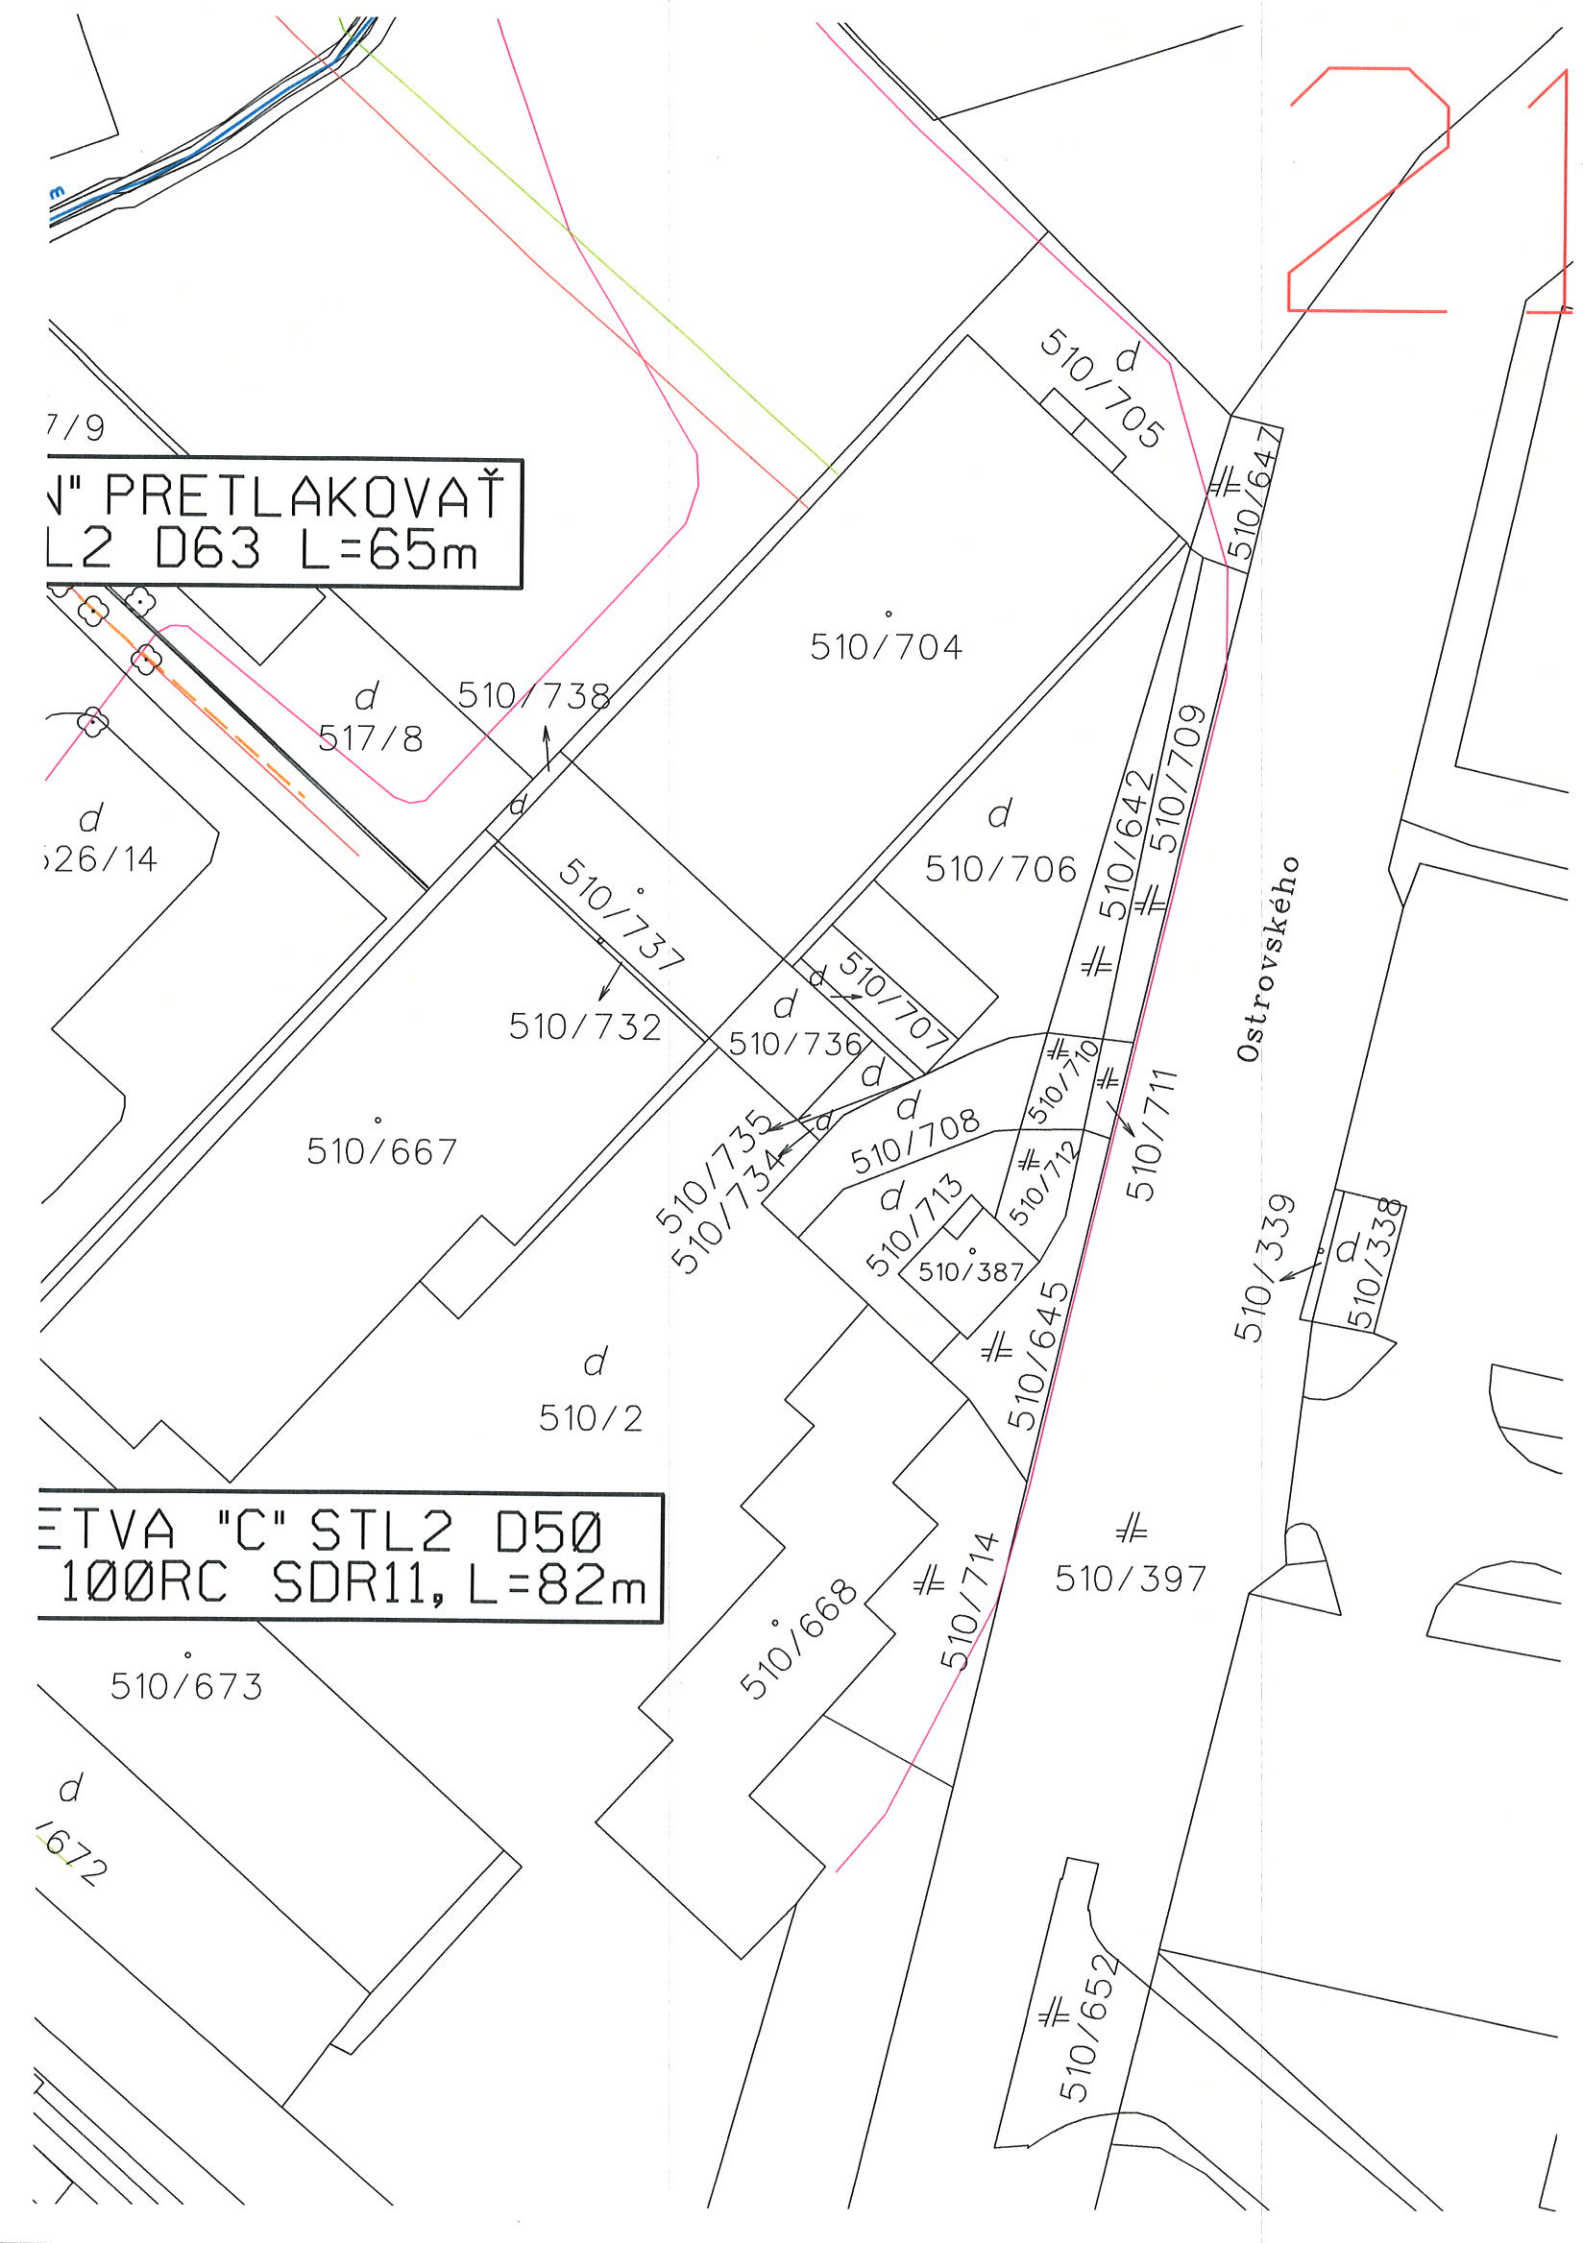 21
m
d
510/705
7/9
510/647
N" PRETLAKOVAŤ
L2 D63 L=65m
510/704
d
517/8
510/738
510/709
510/642
d
d
526/14
d
510/706
510/737
Ostrovského
d
510/707
510/732
d
510/736
d
510/710
510/711
d
510/708
d
510/735
510/734
510/667
510/712
d
510/713
510/387
510/339
d
510/338
510/645
d
510/2
ETVA "C" STL2 D50
100RC SDR11, L=82m
510/714
510/397
510/668
510/673
d
/672
510/652